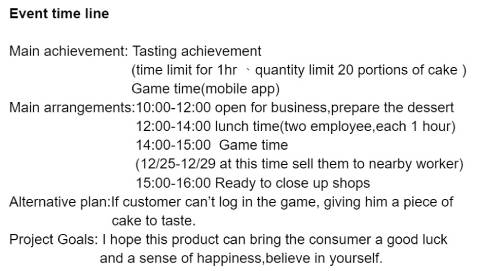 Event time line
Main achievement: Tasting achievement
(time limit for 1hr 、quantity limit 20 portions of cake )
Game time(mobile app)
Main arrangements:10:00-12:00 open for business,prepare the dessert
12:00-14:00 lunch time(two employee,each 1 hour)
14:00-15:00  Game time
(12/25-12/29 at this time sell them to nearby worker)
15:00-16:00 Ready to close up shops
Alternative plan:If customer can't log in the game, giving him a piece of
cake to taste.
Project Goals: I hope this product can bring the consumer a good luck
and a sense of happiness,believe in yourself.